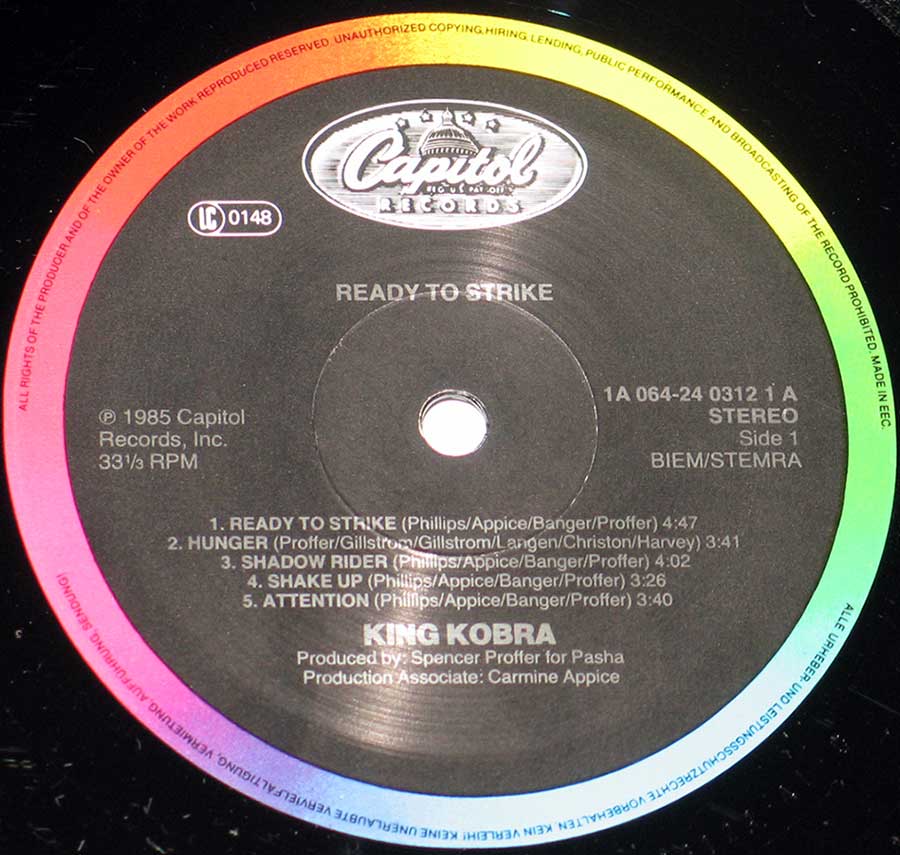 ALL RIGHTS OF THE PRODUCER AND OF THE OWNER OF THE WORK REPRODUCED RESERVED. UNAUTHORIZED COPYING, HIRING, LENDING, PUBLIC PERFORMANCE AND BROADCASTING OF THE RECORD PROHIBITED. MADE IN EEC.
Capitol
REG. U.S. PAT. OFF.
RECORDS
LC 0148
READY TO STRIKE
℗ 1985 Capitol
Records, Inc.
33 1/3 RPM
1A 064-24 0312 1 A
STEREO
Side 1
BIEM/STEMRA
1. READY TO STRIKE (Phillips/Appice/Banger/Proffer) 4:47
2. HUNGER (Proffer/Gillstrom/Gillstrom/Langen/Christon/Harvey) 3:41
3. SHADOW RIDER (Phillips/Appice/Banger/Proffer) 4:02
4. SHAKE UP (Phillips/Appice/Banger/Proffer) 3:26
5. ATTENTION (Phillips/Appice/Banger/Proffer) 3:40
KING KOBRA
Produced by: Spencer Proffer for Pasha
Production Associate: Carmine Appice
ALLE URHEBER- UND LEISTUNGSSCHUTZRECHTE VORBEHALTEN. KEIN VERLEIH! KEINE UNERLAUBTE VERVIELFÄLTIGUNG, VERMIETUNG, AUFFÜHRUNG, SENDUNG!